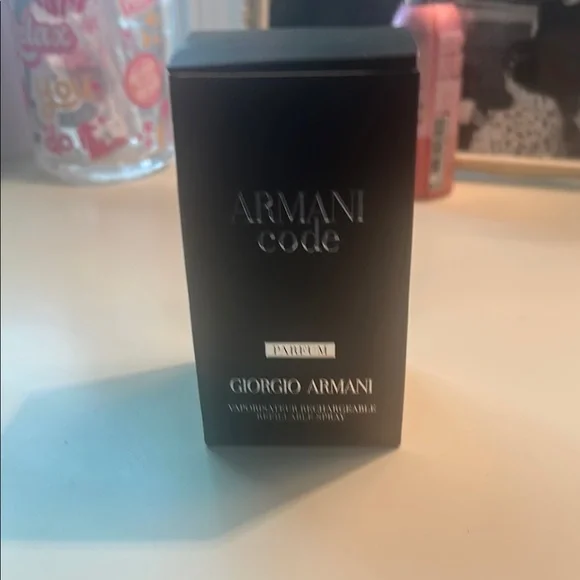 ARMANI
code
PARFUM
GIORGIO ARMANI
VAPORISATEUR RECHARGEABLE
REFILLABLE SPRAY